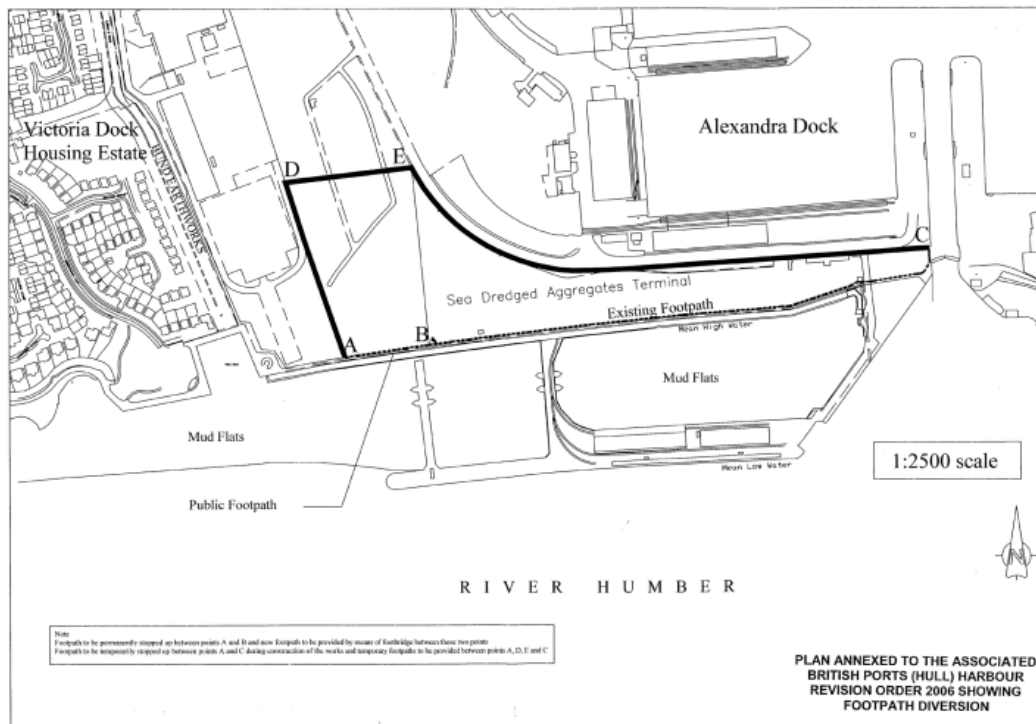 Victoria Dock
Housing Estate
BUND EARTHWORKS
D
E
Alexandra Dock
C
Sea Dredged Aggregates Terminal
Existing Footpath
A
B
Mean High Water
Mud Flats
Mud Flats
1:2500 scale
Mean Low Water
Public Footpath
N
RIVER HUMBER
Note
Footpath to be permanently stopped up between points A and B and new footpath to be provided by means of footbridge between these two points
Footpath to be temporarily stopped up between points A and C during construction of the works and temporary footpaths to be provided between points A, D, E and C
PLAN ANNEXED TO THE ASSOCIATED
BRITISH PORTS (HULL) HARBOUR
REVISION ORDER 2006 SHOWING
FOOTPATH DIVERSION